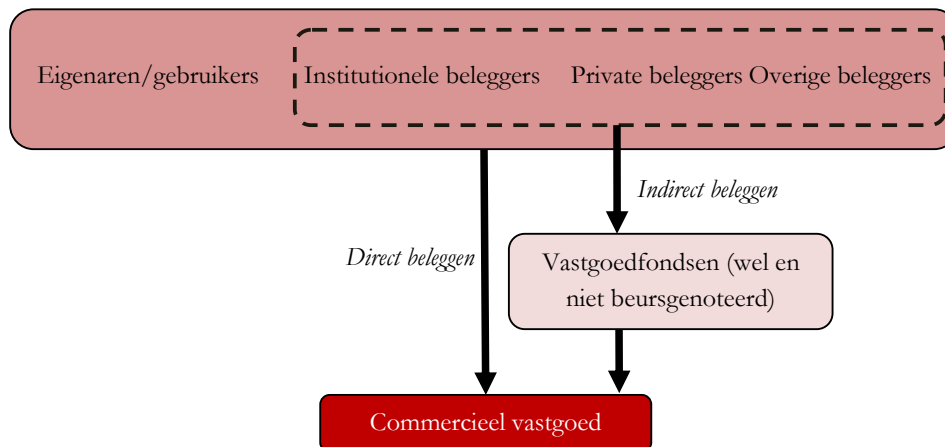 Eigenaren/gebruikers Institutionele beleggers Private beleggers Overige beleggers
Indirect beleggen
Direct beleggen
Vastgoedfondsen (wel en
niet beursgenoteerd)
Commercieel vastgoed